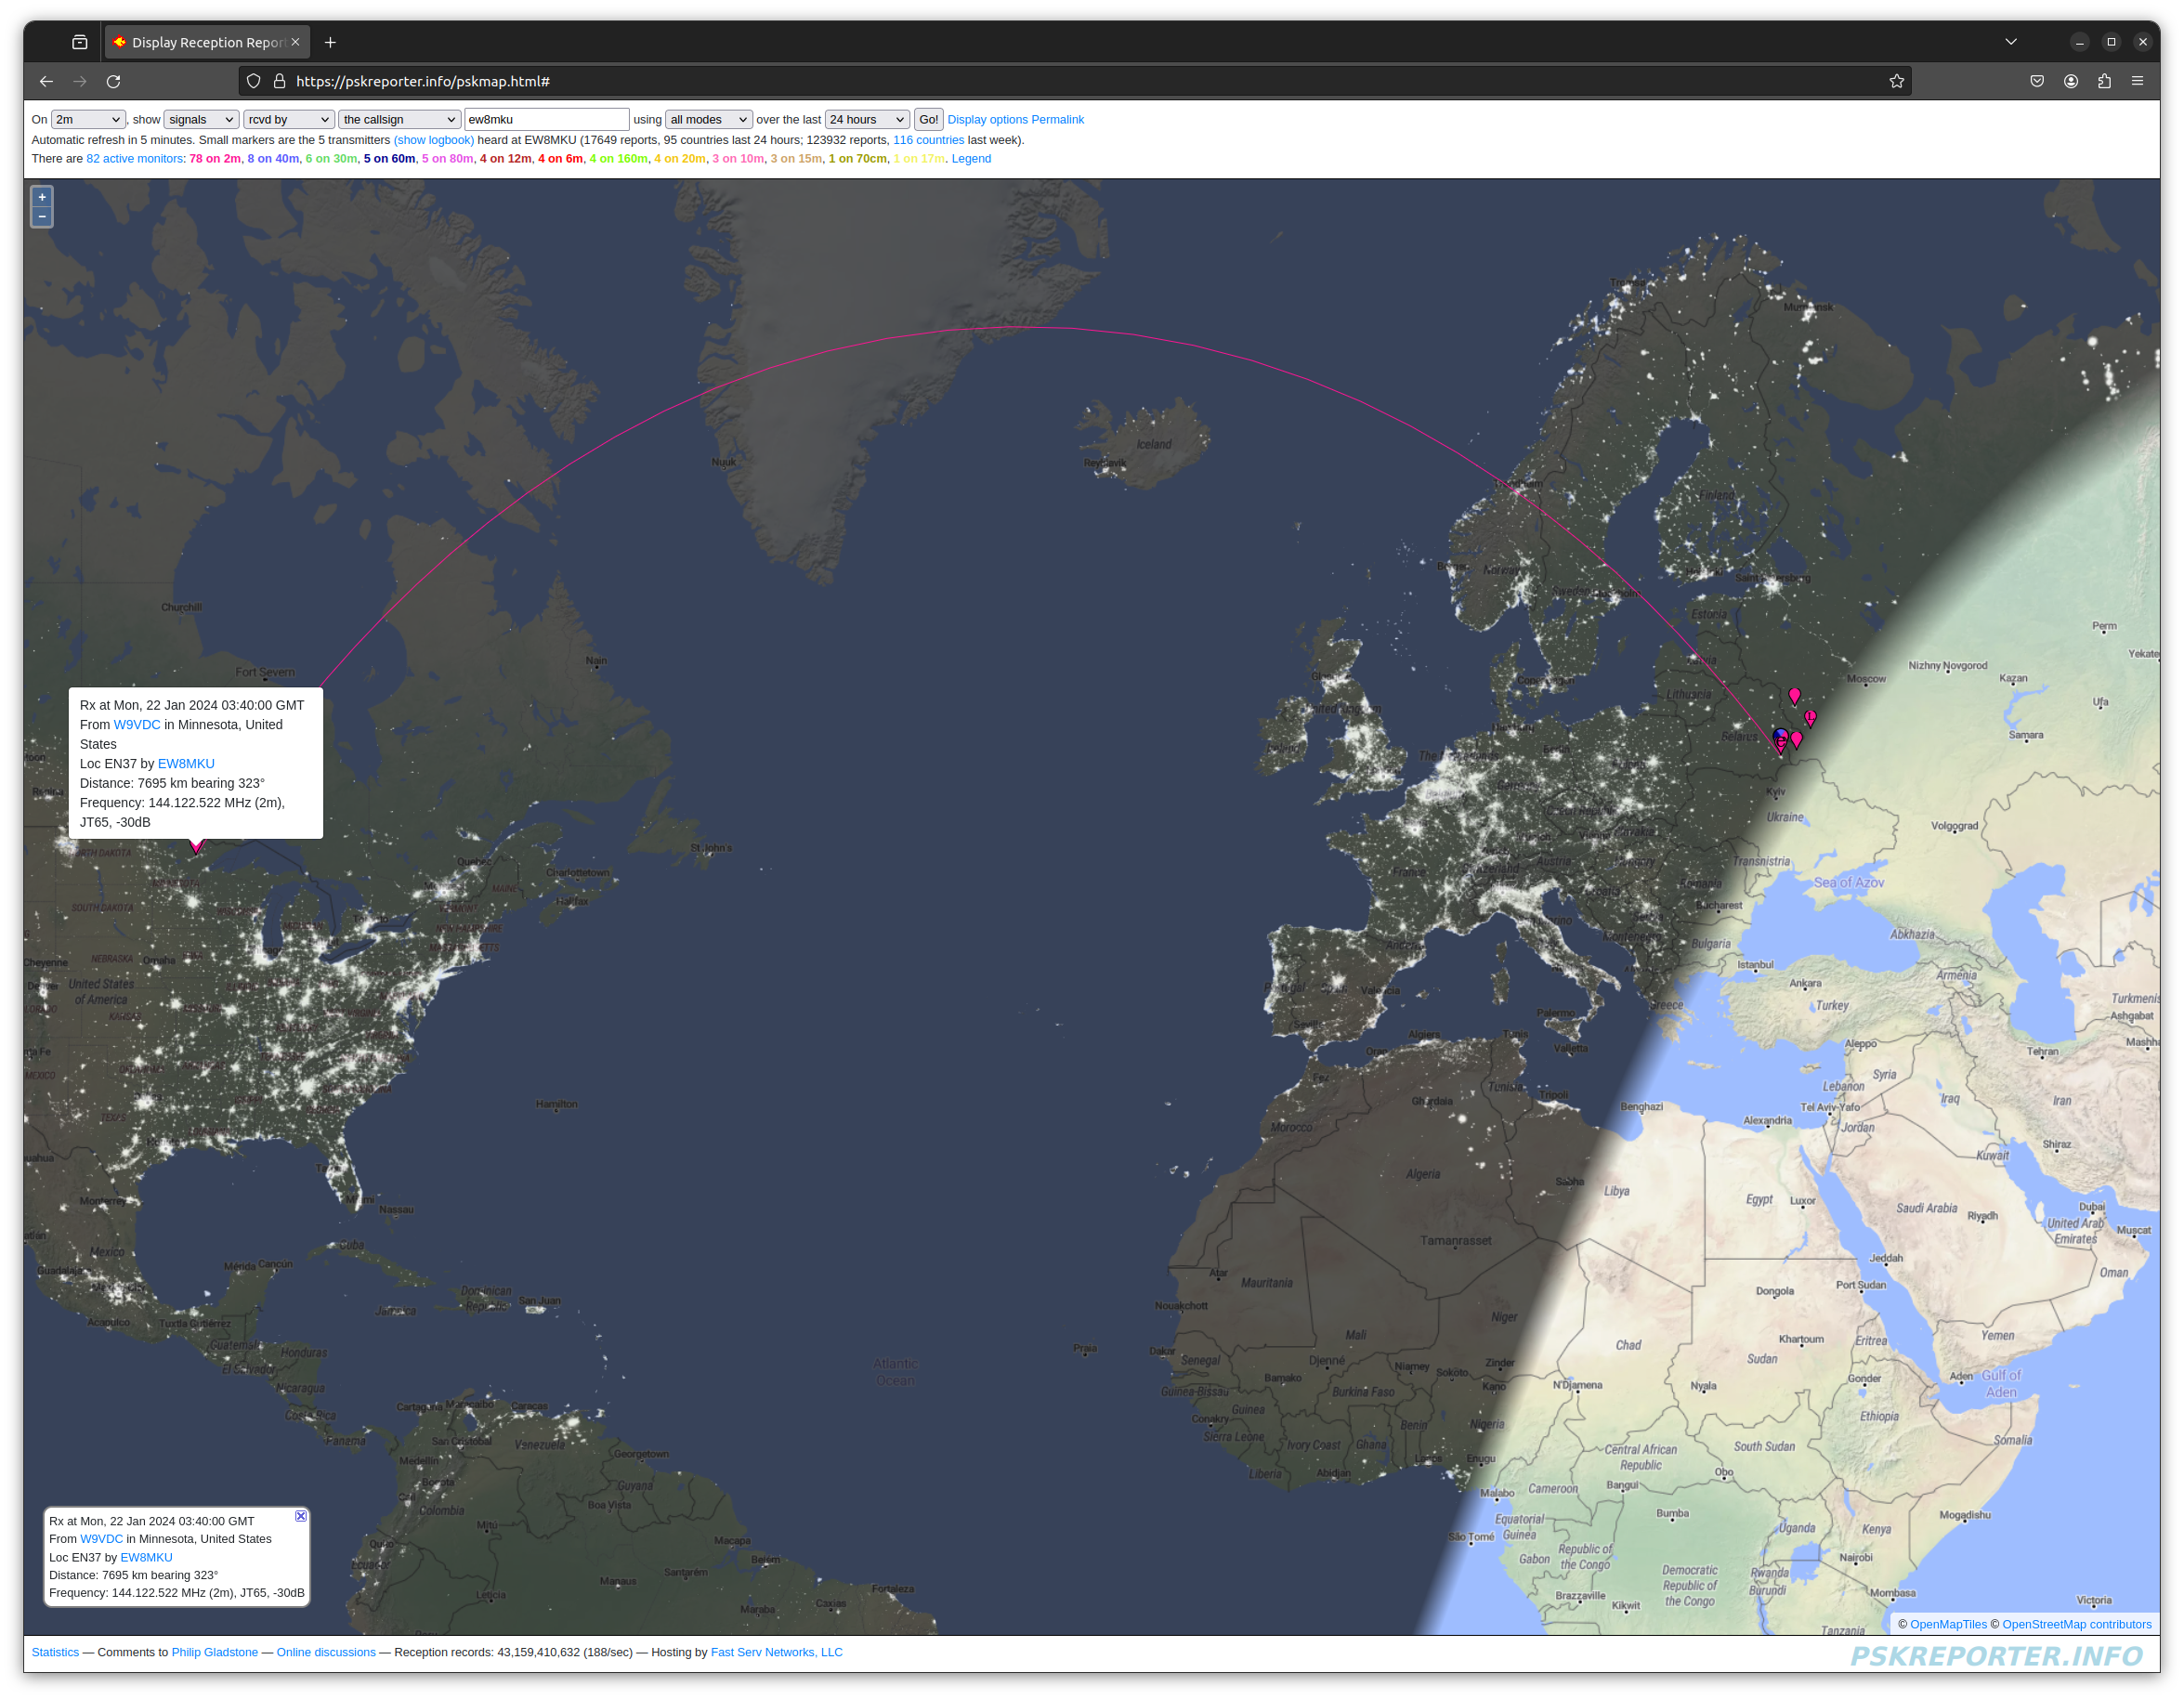 Display Reception Repor
https://pskreporter.info/pskmap.html#
On 2m, show signals rcvd by the callsign ew8mku using all modes over the last 24 hours Go! Display options Permalink
Automatic refresh in 5 minutes. Small markers are the 5 transmitters (show logbook) heard at EW8MKU (17649 reports, 95 countries last 24 hours; 123932 reports, 116 countries last week).
There are 82 active monitors: 78 on 2m, 8 on 40m, 6 on 30m, 5 on 60m, 5 on 80m, 4 on 12m, 4 on 6m, 4 on 160m, 4 on 20m, 3 on 10m, 3 on 15m, 1 on 70cm, 1 on 17m. Legend
+
−
Murmansk
Iceland
Nuuk
Reykjavik
Finland
Norway
Saint Petersburg
Sweden
Estonia
Churchill
Perm
Nain
Fort Severn
Nizhny Novgorod
Kazan
Moscow
Ufa
Lithuania
Samara
Belarus
Rx at Mon, 22 Jan 2024 03:40:00 GMT
From W9VDC in Minnesota, United
States
Loc EN37 by EW8MKU
Distance: 7695 km bearing 323°
Frequency: 144.122.522 MHz (2m),
JT65, -30dB
Kyiv
Ukraine
Volgograd
St. John's
Quebec
Charlottetown
Halifax
MAINE
France
Austria
Transnistria
Sea of Azov
Romania
Bucharest
SOUTH DAKOTA
NEBRASKA
Omaha
Cheyenne
United States
of America
Bulgaria
Abkhazia
Istanbul
Armenia
Ankara
Turkey
Greece
Turkmenis
Ashgabat
Palermo
Valletta
Algiers
Tunis
Aleppo
Tehran
Mashh
Syria
Tunisia
Lebanon
Tripoli
Iraq
Iran
Hamilton
Ghardaia
Benghazi
Tel Aviv-Yafo
Alexandria
Jordan
Morocco
Shiraz
Kuwait
Algeria
Sabha
Libya
Egypt
Luxor
Monterrey
Miami
Nassau
Saudi Arabia
Riyadh
Dubai
United Arab
Emirates
Muscat
Cuba
Mexico
Mérida
Cancún
Tamanrasset
Jeddah
Oman
Atar
Mauritania
Dominican
Republic
San Juan
Jamaica
Port Sudan
Dongola
Nouakchott
Acapulco
Tuxtla Gutiérrez
Niger
Guatemala
Honduras
El Salvador
Mali
Khartoum
Eritrea
Yemen
Chad
Praia
Dakar
Senegal
Djenné
Niamey
Sokoto
Zinder
Sudan
Atlantic
Ocean
Nicaragua
Bamako
Kano
N'Djamena
Nyala
Gonder
Aden
Gulf of
Aden
Guinea-Bissau
Burkina Faso
Costa Rica
Cartagena
Maracaibo
Caracas
Guinea
Conakry
Benin
Nigeria
Ethiopia
Panama
San Cristóbal
Venezuela
Sierra Leone
Ivory Coast
Ghana
Central African
Republic
South Sudan
Somalia
Georgetown
Medellín
Liberia
Abidjan
Enugu
Obo
Bogota
Guyana
Malabo
Cameroon
Bangui
Colombia
Boa Vista
Bumba
Mogadishu
Mitú
Equatorial
Guinea
Uganda
Kenya
São Tomé
Macapa
Quito
Republic of
the Congo
Gabon
Nairobi
Belém
Ecuador
Manaus
Santarém
Democratic
Republic of
the Congo
Rwanda
Burundi
Fortaleza
Leticia
Brazzaville
Kikwit
Mombasa
Victoria
Caxias
Maraba
Tanzania
Rx at Mon, 22 Jan 2024 03:40:00 GMT
From W9VDC in Minnesota, United States
Loc EN37 by EW8MKU
Distance: 7695 km bearing 323°
Frequency: 144.122.522 MHz (2m), JT65, -30dB
© OpenMapTiles © OpenStreetMap contributors
Statistics — Comments to Philip Gladstone — Online discussions — Reception records: 43,159,410,632 (188/sec) — Hosting by Fast Serv Networks, LLC
PSKREPORTER.INFO